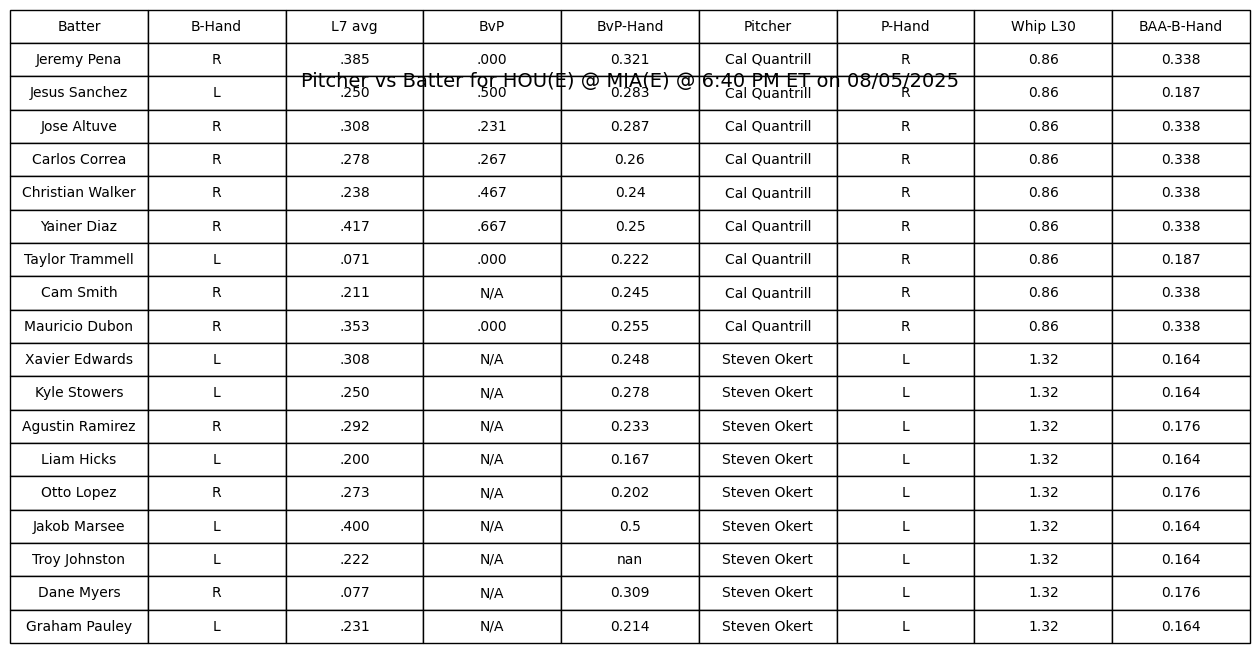 Batter B-Hand L7 avg BvP BvP-Hand Pitcher P-Hand Whip L30 BAA-B-Hand
Jeremy Pena R .385 .000 0.321 Cal Quantrill R 0.86 0.338
Pitcher vs Batter for HOU(E) @ MIA(E) @ 6:40 PM ET on 08/05/2025
Jesus Sanchez L .250 .500 0.283 Cal Quantrill R 0.86 0.187
Jose Altuve R .308 .231 0.287 Cal Quantrill R 0.86 0.338
Carlos Correa R .278 .267 0.26 Cal Quantrill R 0.86 0.338
Christian Walker R .238 .467 0.24 Cal Quantrill R 0.86 0.338
Yainer Diaz R .417 .667 0.25 Cal Quantrill R 0.86 0.338
Taylor Trammell L .071 .000 0.222 Cal Quantrill R 0.86 0.187
Cam Smith R .211 N/A 0.245 Cal Quantrill R 0.86 0.338
Mauricio Dubon R .353 .000 0.255 Cal Quantrill R 0.86 0.338
Xavier Edwards L .308 N/A 0.248 Steven Okert L 1.32 0.164
Kyle Stowers L .250 N/A 0.278 Steven Okert L 1.32 0.164
Agustin Ramirez R .292 N/A 0.233 Steven Okert L 1.32 0.176
Liam Hicks L .200 N/A 0.167 Steven Okert L 1.32 0.164
Otto Lopez R .273 N/A 0.202 Steven Okert L 1.32 0.176
Jakob Marsee L .400 N/A 0.5 Steven Okert L 1.32 0.164
Troy Johnston L .222 N/A nan Steven Okert L 1.32 0.164
Dane Myers R .077 N/A 0.309 Steven Okert L 1.32 0.176
Graham Pauley L .231 N/A 0.214 Steven Okert L 1.32 0.164